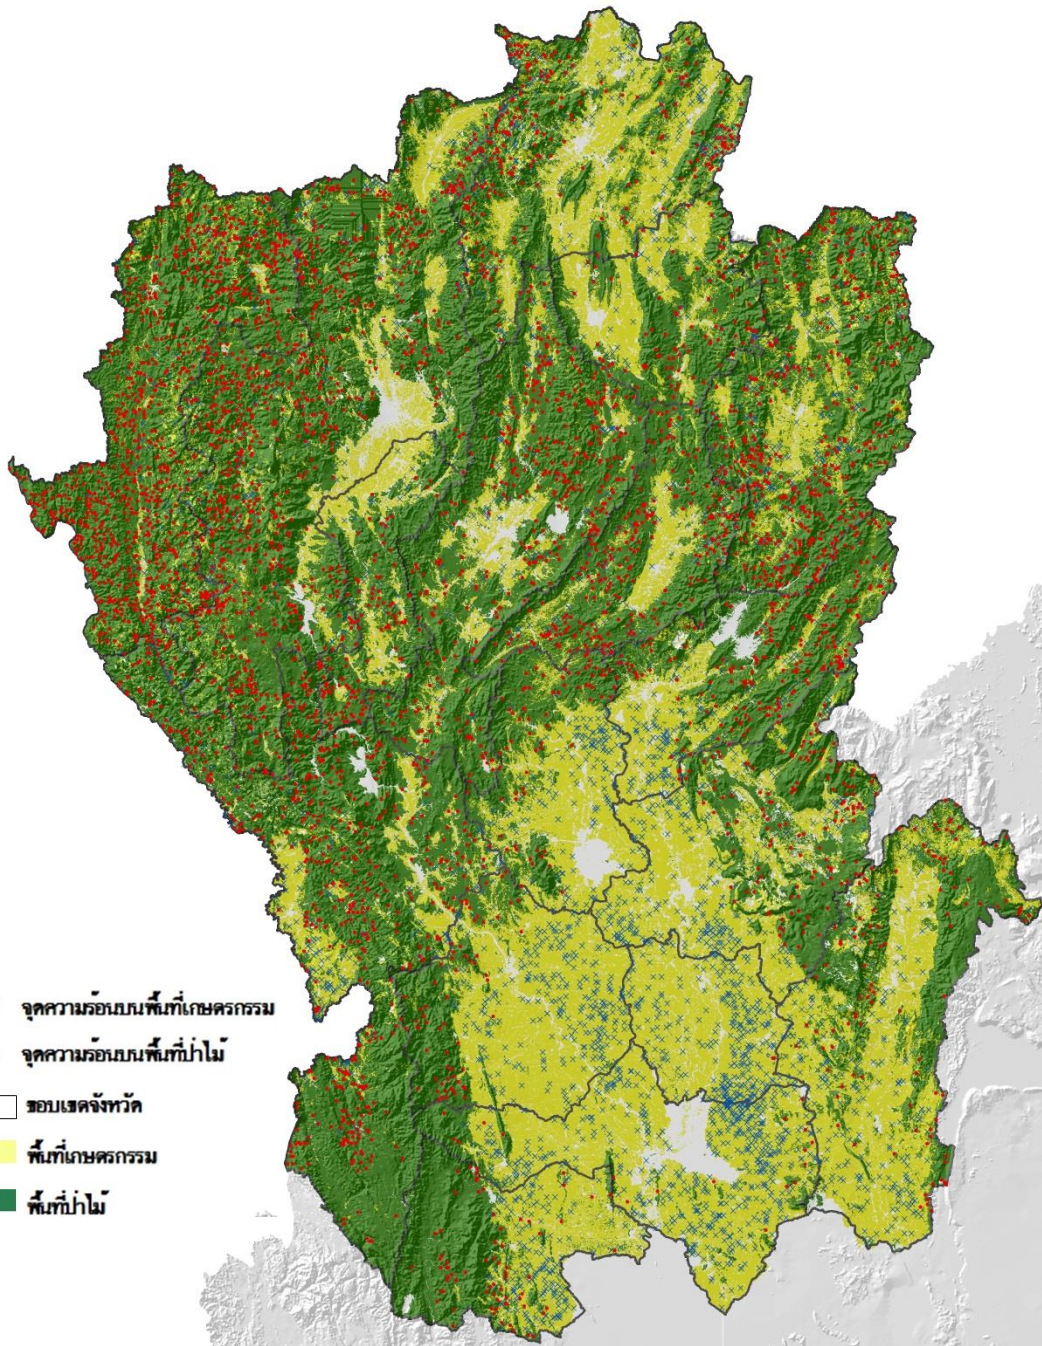 จุดความร้อนบนพื้นที่เกษตรกรรม
จุดความร้อนบนพื้นที่ป่าไม้
ขอบเขตจังหวัด
พื้นที่เกษตรกรรม
พื้นที่ป่าไม้